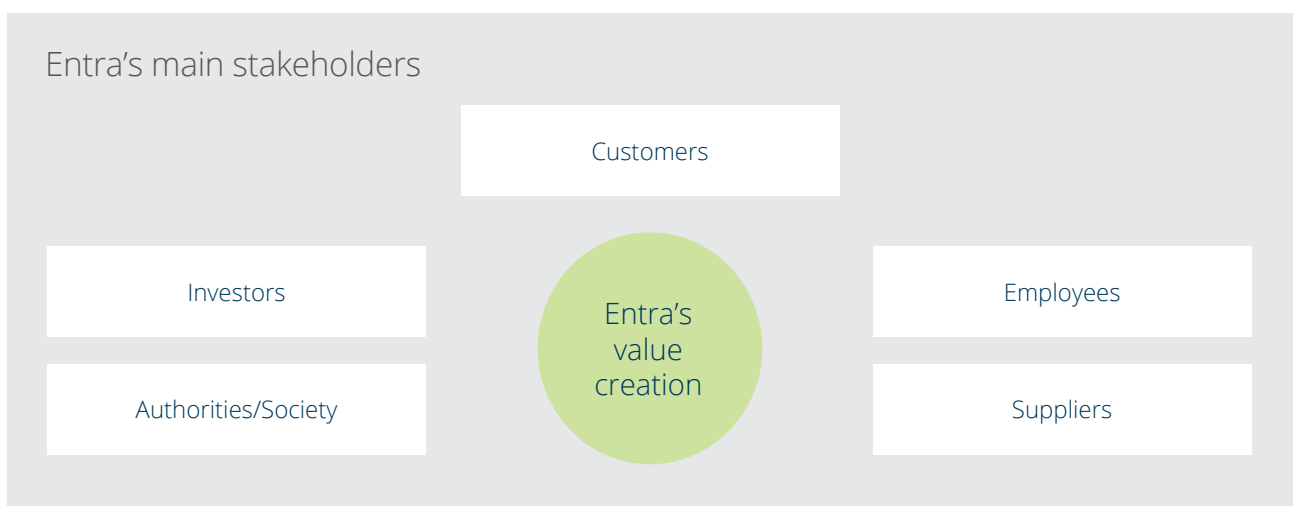 Entra’s main stakeholders
Customers
Investors
Employees
Entra’s
value
creation
Authorities/Society
Suppliers